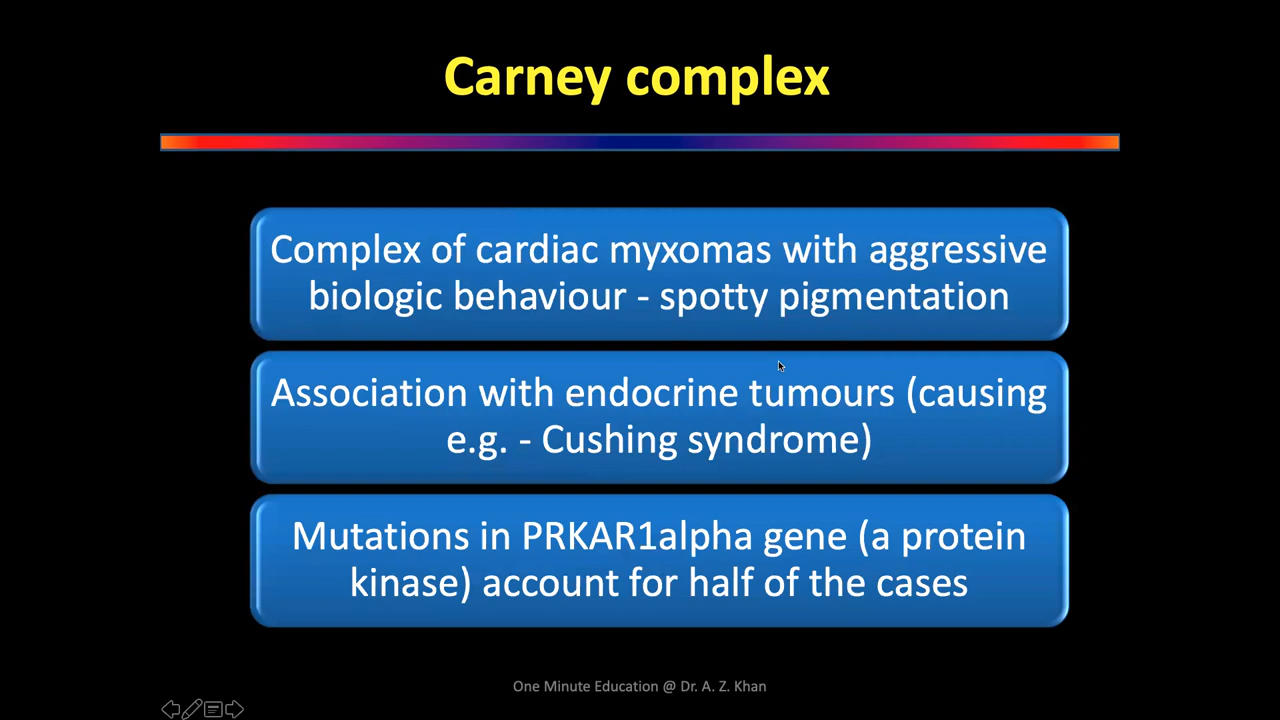 Carney complex
Complex of cardiac myxomas with aggressive
biologic behaviour - spotty pigmentation
Association with endocrine tumours (causing
e.g. - Cushing syndrome)
Mutations in PRKAR1alpha gene (a protein
kinase) account for half of the cases
One Minute Education @ Dr. A. Z. Khan